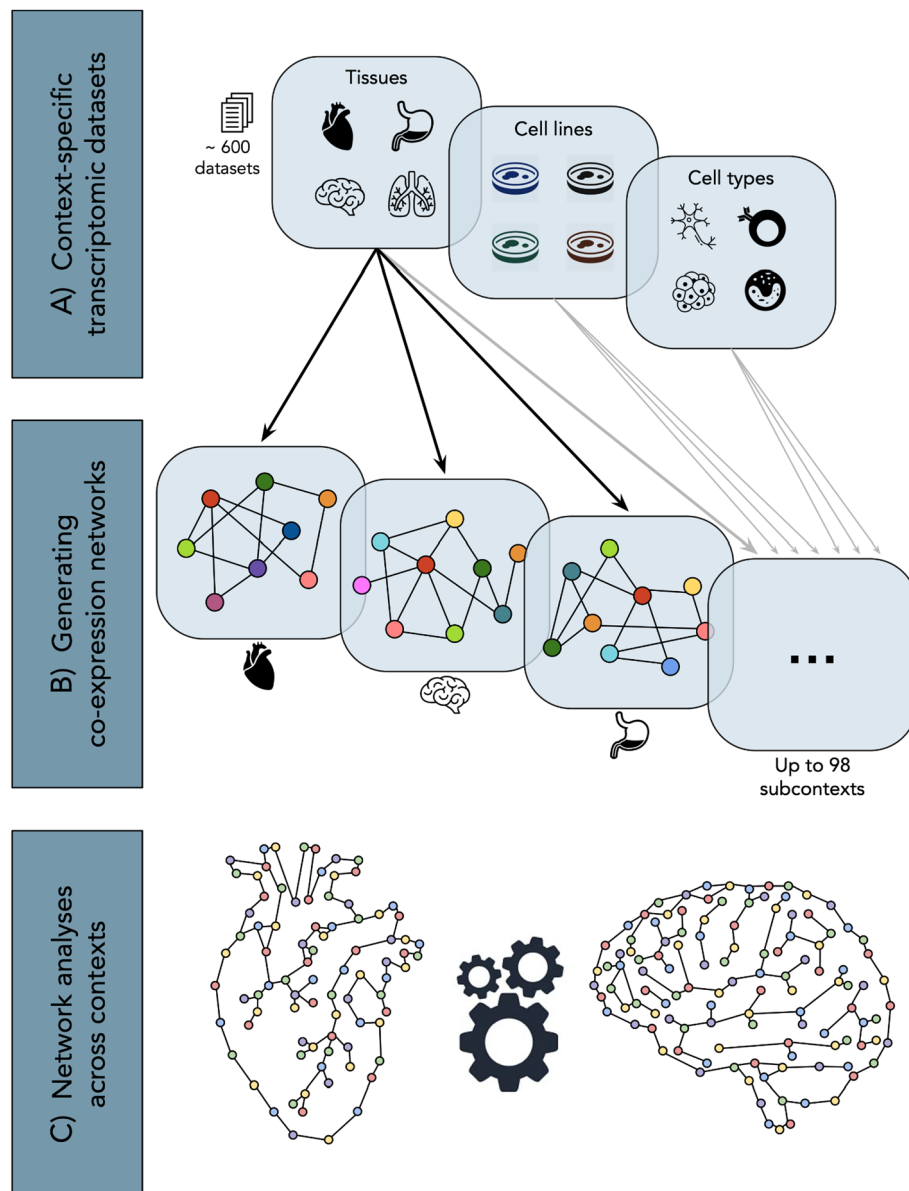 A) Context-specific
transcriptomic datasets
~ 600
datasets
Tissues
Cell lines
Cell types
B) Generating
co-expression networks
...
Up to 98
subcontexts
C) Network analyses
across contexts